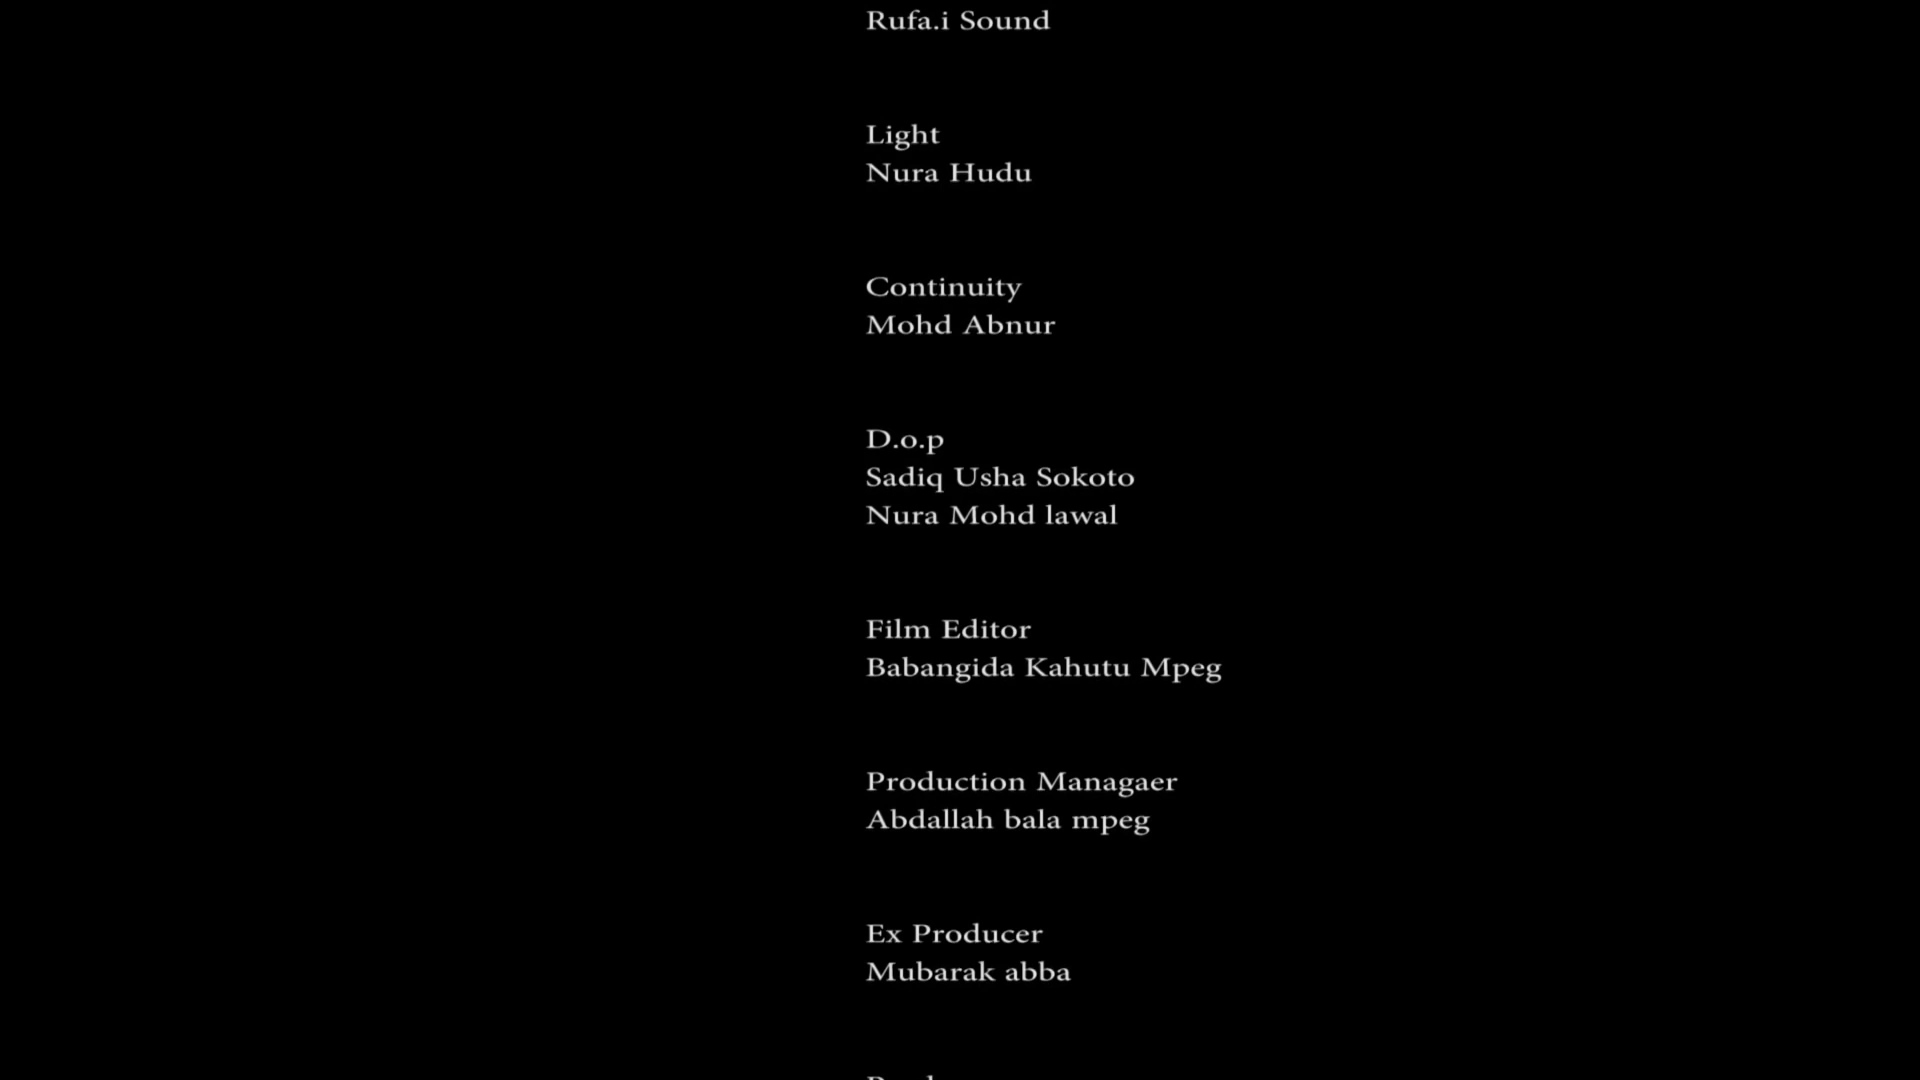 Rufa.i Sound
Light
Nura Hudu
Continuity
Mohd Abnur
D.o.p
Sadiq Usha Sokoto
Nura Mohd lawal
Film Editor
Babangida Kahutu Mpeg
Production Managaer
Abdallah bala mpeg
Ex Producer
Mubarak abba